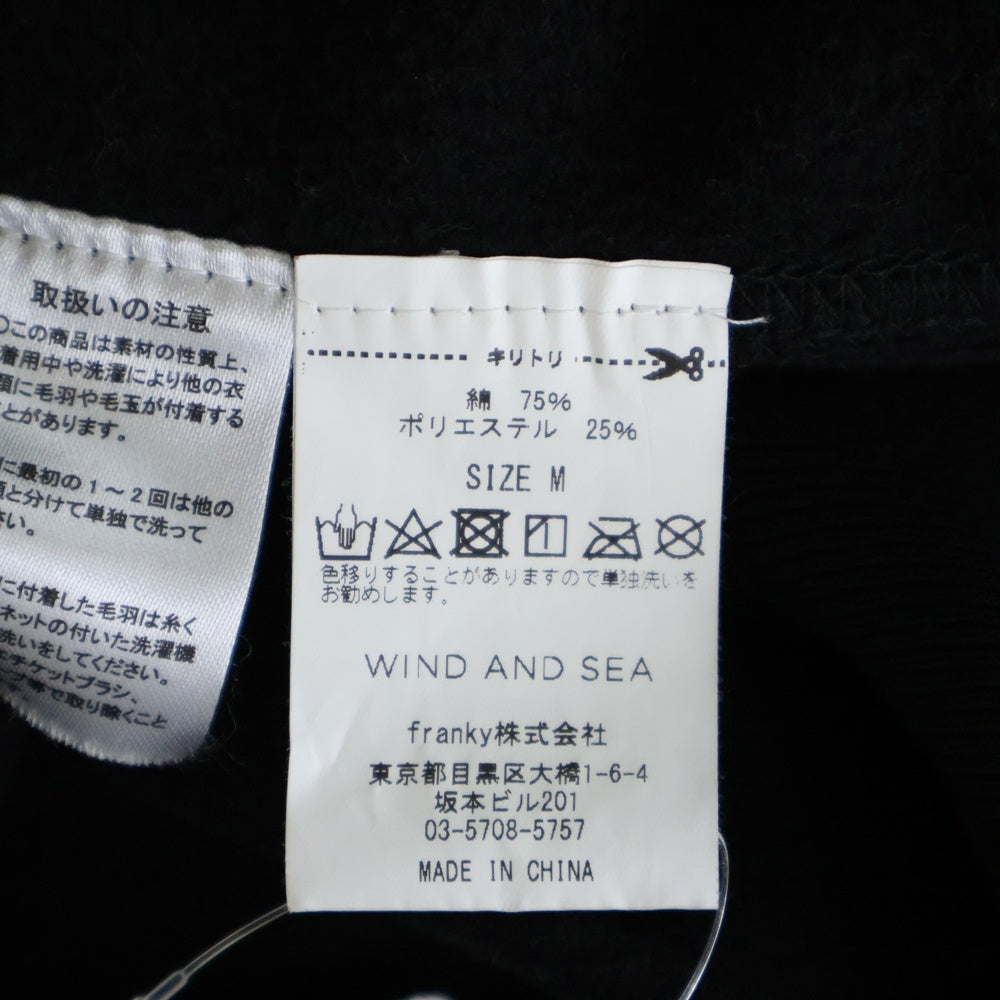 取扱いの注意
この商品は素材の性質上、
着用中や洗濯により他の衣
類に毛羽や毛玉が付着する
とがあります。
に最初の1～2回は他の
類と分けて単独で洗って
さい。
に付着した毛羽は糸く
ネットの付いた洗濯機
洗いをしてください。
チケットブラシ、
等で取り除くこと
キリトリ
綿 75%
ポリエステル 25%
SIZE M
色移りすることがありますので単独洗いを
お勧めします。
WIND AND SEA
franky株式会社
東京都目黒区大橋1-6-4
坂本ビル201
03-5708-5757
MADE IN CHINA